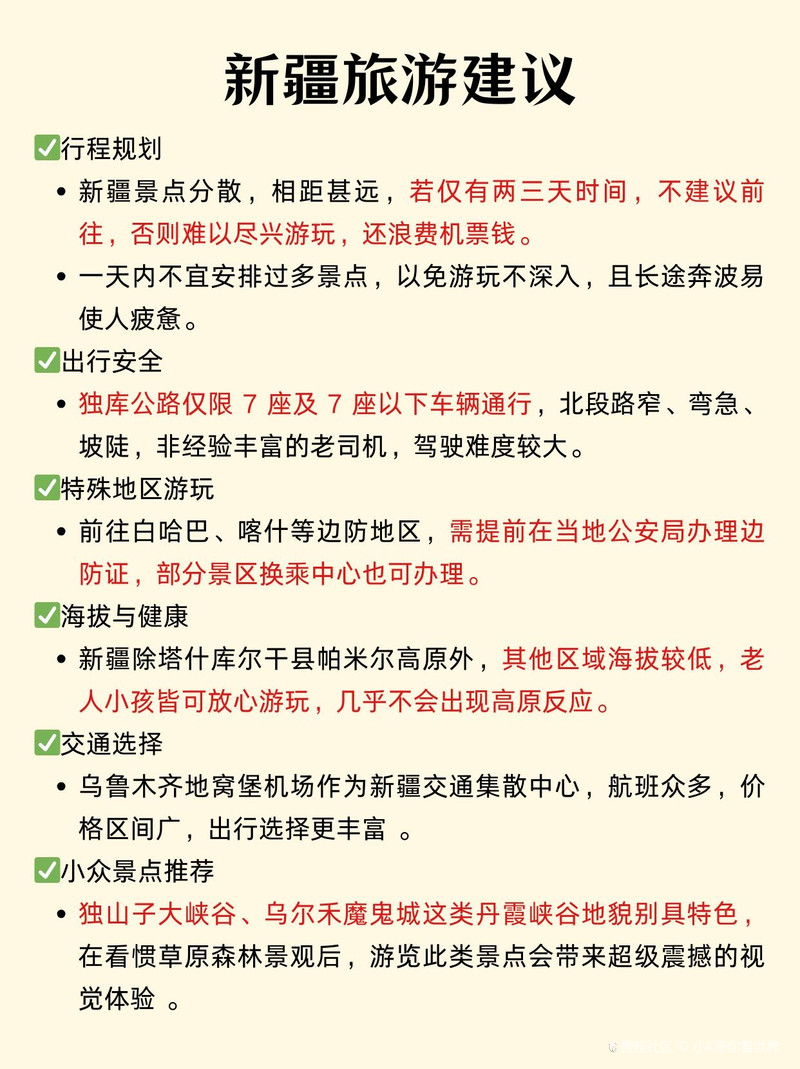 新疆旅游建议
✅行程规划
• 新疆景点分散，相距甚远，若仅有两三天时间，不建议前
往，否则难以尽兴游玩，还浪费机票钱。
• 一天内不宜安排过多景点，以免游玩不深入，且长途奔波易
使人疲惫。
✅出行安全
• 独库公路仅限 7 座及 7 座以下车辆通行，北段路窄、弯急、
坡陡，非经验丰富的老司机，驾驶难度较大。
✅特殊地区游玩
• 前往白哈巴、喀什等边防地区，需提前在当地公安局办理边
防证，部分景区换乘中心也可办理。
✅海拔与健康
• 新疆除塔什库尔干县帕米尔高原外，其他区域海拔较低，老
人小孩皆可放心游玩，几乎不会出现高原反应。
✅交通选择
• 乌鲁木齐地窝堡机场作为新疆交通集散中心，航班众多，价
格区间广，出行选择更丰富 。
✅小众景点推荐
• 独山子大峡谷、乌尔禾魔鬼城这类丹霞峡谷地貌别具特色，
在看惯草原森林景观后，游览此类景点会带来超级震撼的视
觉体验 。